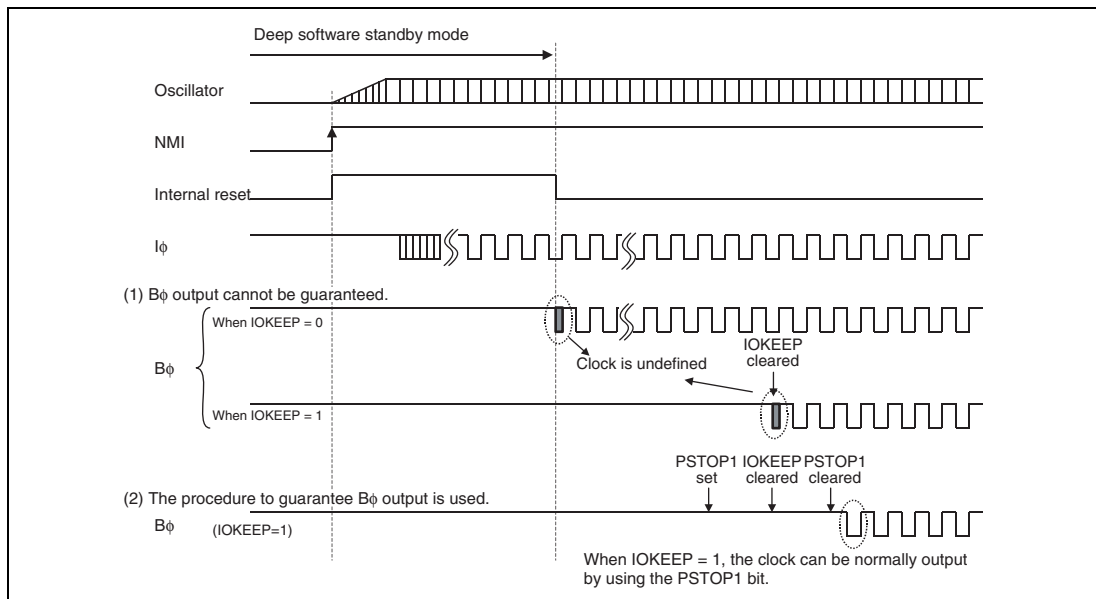 Deep software standby mode
Oscillator
NMI
Internal reset
Iϕ
(1) Bϕ output cannot be guaranteed.
When IOKEEP = 0
Clock is undefined
IOKEEP
cleared
Bϕ
When IOKEEP = 1
PSTOP1 IOKEEP PSTOP1
set cleared cleared
(2) The procedure to guarantee Bϕ output is used.
Bϕ (IOKEEP=1)
When IOKEEP = 1, the clock can be normally output
by using the PSTOP1 bit.